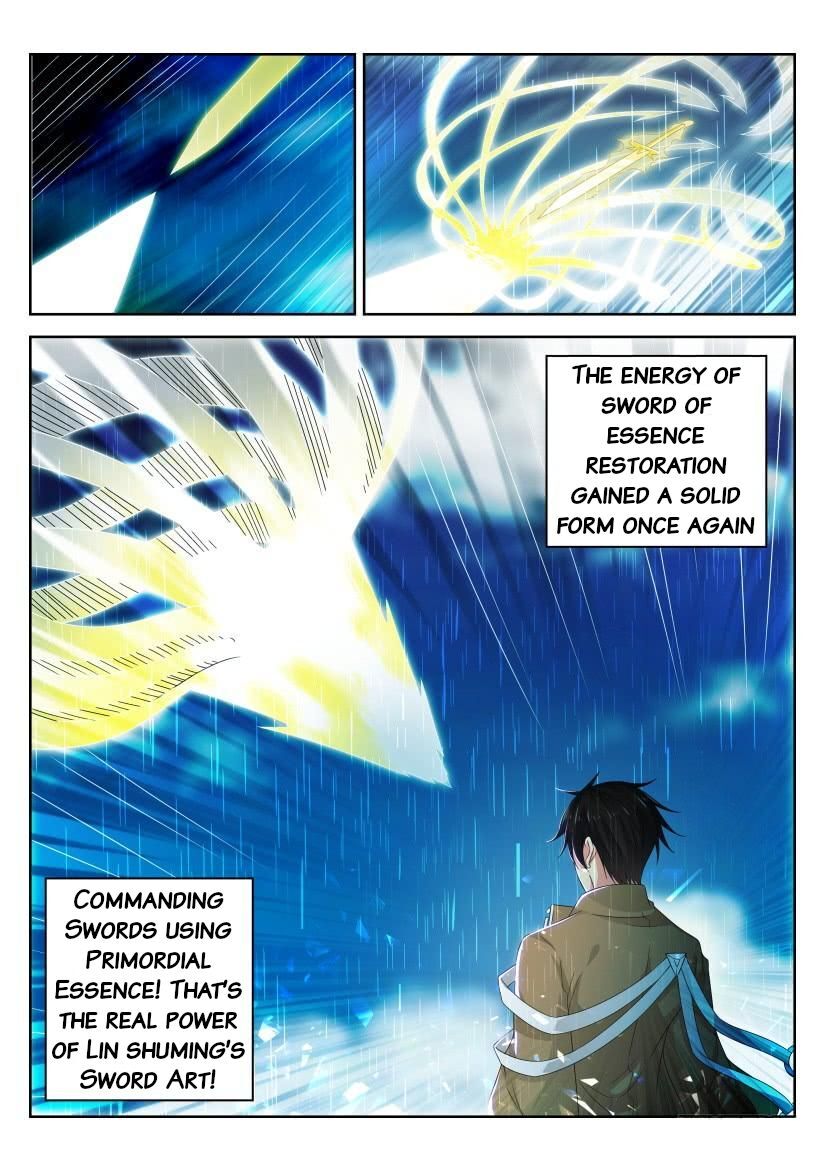 THE ENERGY OF
SWORD OF
ESSENCE
RESTORATION
GAINED A SOLID
FORM ONCE AGAIN
COMMANDING
SWORDS USING
PRIMORDIAL
ESSENCE! THAT'S
THE REAL POWER
OF LIN SHUMING'S
SWORD ART!